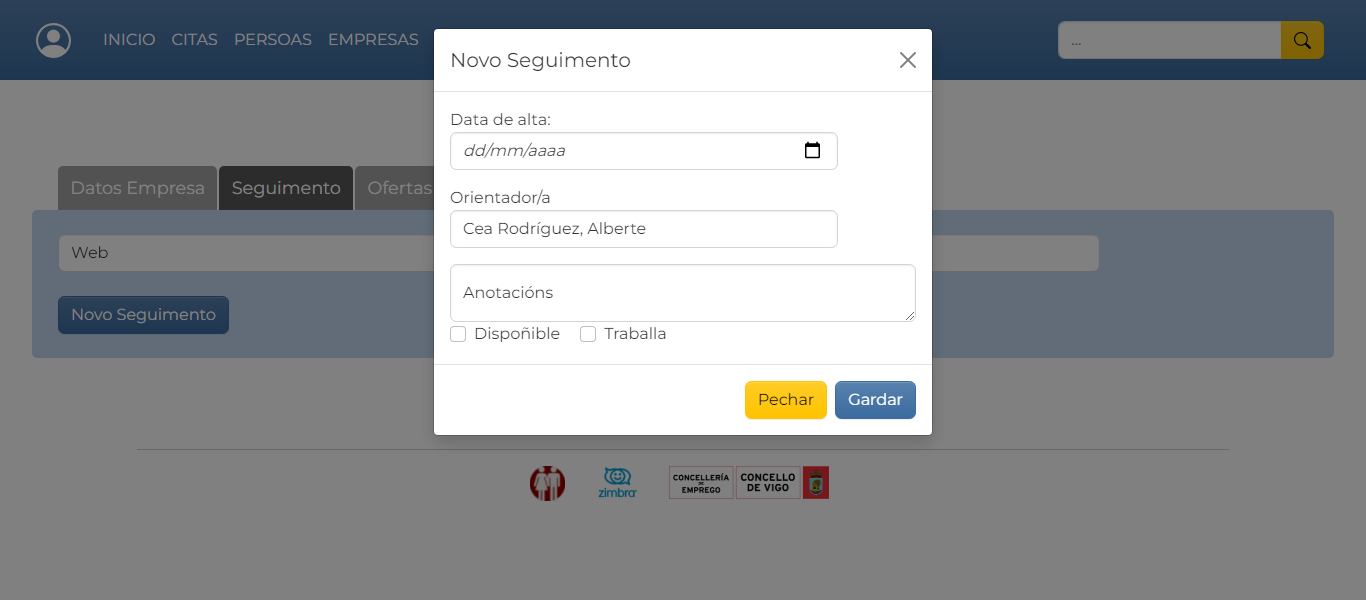 INICIO CITAS PERSOAS EMPRESAS
...
Novo Seguimento
Data de alta:
dd/mm/aaaa
Orientador/a
Cea Rodríguez, Alberte
Anotacións
Dispoñible Traballa
Pechar Gardar
Datos Empresa Seguimento Ofertas
Web
Novo Seguimento
zimbra
CONCELLERÍA
DE
EMPREGO
CONCELLO
DE VIGO